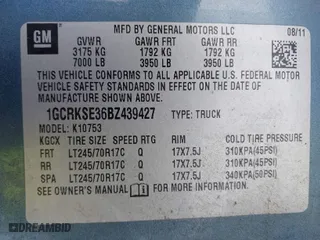 GM
MFD BY GENERAL MOTORS LLC
08/11
GVWR GAWR FRT GAWR RR
3175 KG 1792 KG 1792 KG
7000 LB 3950 LB 3950 LB
THIS VEHICLE CONFORMS TO ALL APPLICABLE U.S. FEDERAL MOTOR
VEHICLE SAFETY AND THEFT PREVENTION STANDARDS IN EFFECT ON THE DATE
OF MANUFACTURE SHOWN ABOVE.
1GCRKSE36BZ439427 TYPE: TRUCK
MODEL: K10753
KGCX TIRE SIZE SPEED RTG RIM COLD TIRE PRESSURE
FRT LT245/70R17C Q 17X7.5J 310KPA(45PSI)
RR LT245/70R17C Q 17X7.5J 310KPA(45PSI)
SPA LT245/70R17C Q 17X7.5J 340KPA(50PSI)
SEE OWNER'S MANUAL FOR MORE INFORMATION.
DREAMBID